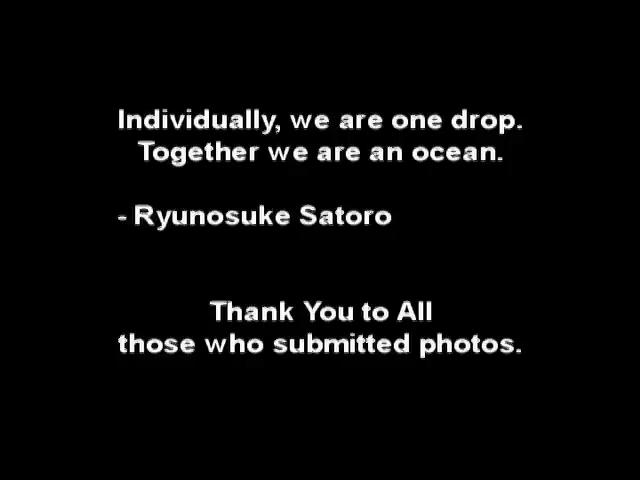 Individually, we are one drop.
Together we are an ocean.
- Ryunosuke Satoro
Thank You to All
those who submitted photos.